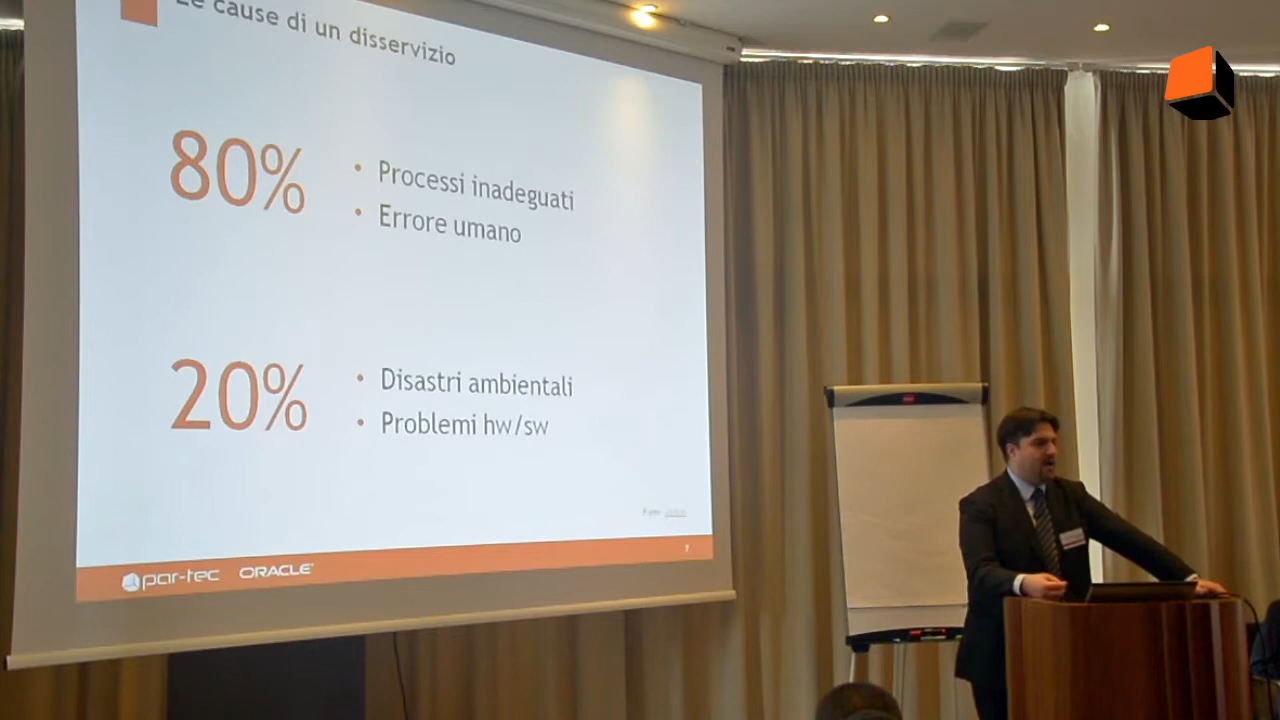 Le cause di un disservizio
80%
• Processi inadeguati
• Errore umano
20%
• Disastri ambientali
• Problemi hw/sw
7
par-tec ORACLE